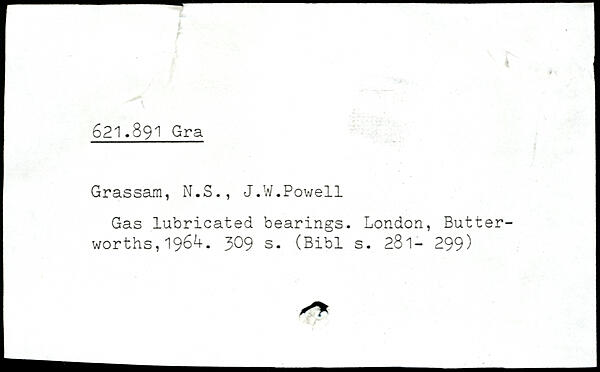 621.891 Gra
Grassam, N.S., J.W.Powell
Gas lubricated bearings. London, Butter-
worths,1964. 309 s. (Bibl s. 281- 299)